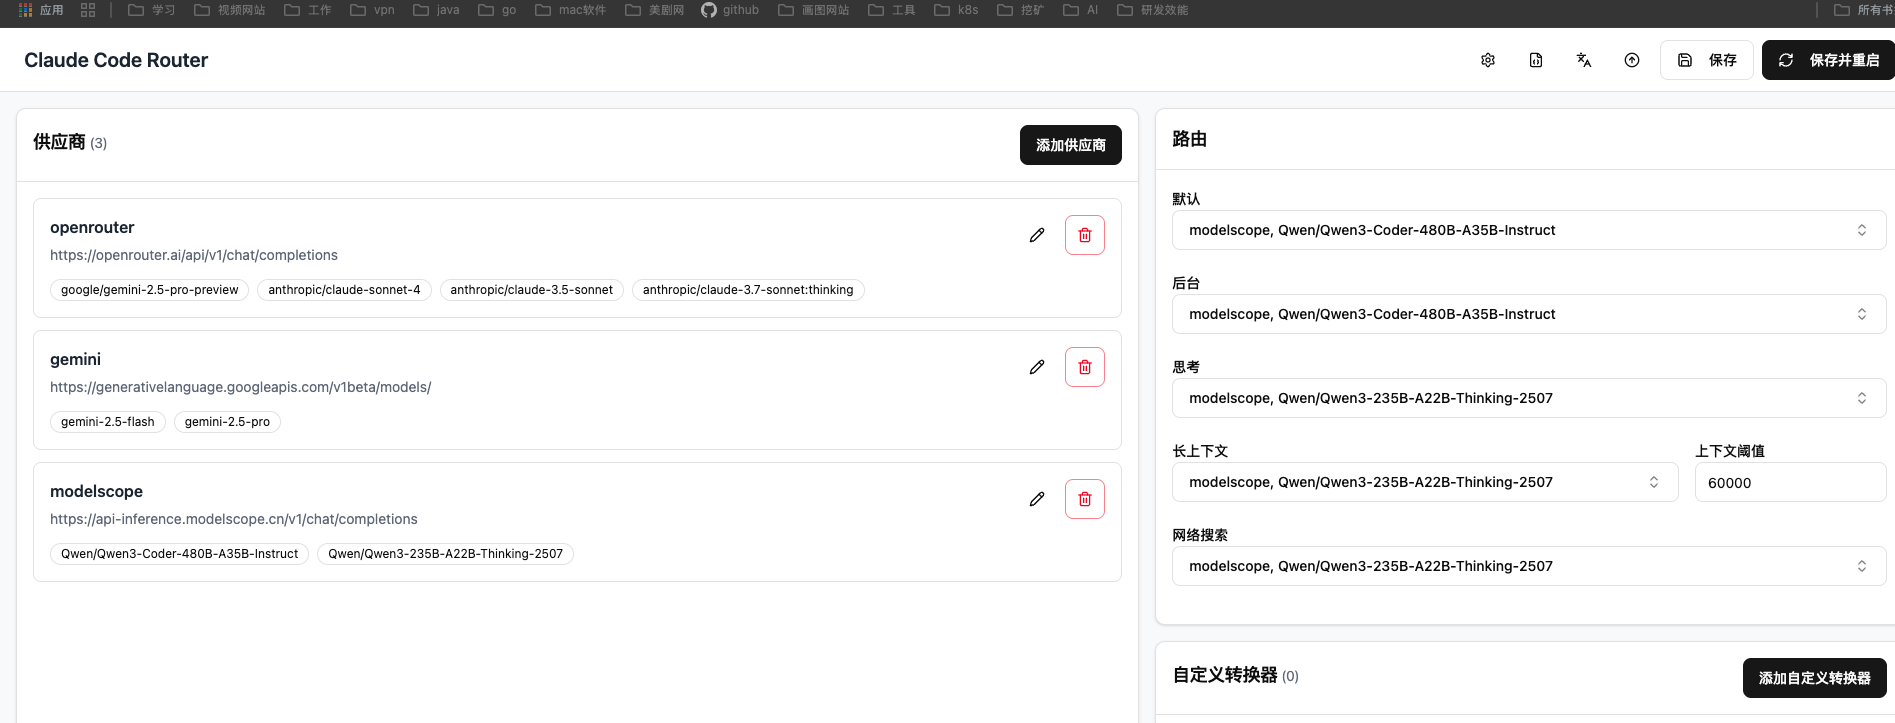 应用 学习 视频网站 工作 vpn java go mac软件 美剧网 github 画图网站 工具 k8s 挖矿 AI 研发效能 所有书
Claude Code Router
保存
保存并重启
供应商 (3)
添加供应商
openrouter
https://openrouter.ai/api/v1/chat/completions
google/gemini-2.5-pro-preview anthropic/claude-sonnet-4 anthropic/claude-3.5-sonnet anthropic/claude-3.7-sonnet:thinking
gemini
https://generativelanguage.googleapis.com/v1beta/models/
gemini-2.5-flash gemini-2.5-pro
modelscope
https://api-inference.modelscope.cn/v1/chat/completions
Qwen/Qwen3-Coder-480B-A35B-Instruct Qwen/Qwen3-235B-A22B-Thinking-2507
路由
默认
modelscope, Qwen/Qwen3-Coder-480B-A35B-Instruct
后台
modelscope, Qwen/Qwen3-Coder-480B-A35B-Instruct
思考
modelscope, Qwen/Qwen3-235B-A22B-Thinking-2507
长上下文 上下文阈值
modelscope, Qwen/Qwen3-235B-A22B-Thinking-2507 60000
网络搜索
modelscope, Qwen/Qwen3-235B-A22B-Thinking-2507
自定义转换器 (0)
添加自定义转换器